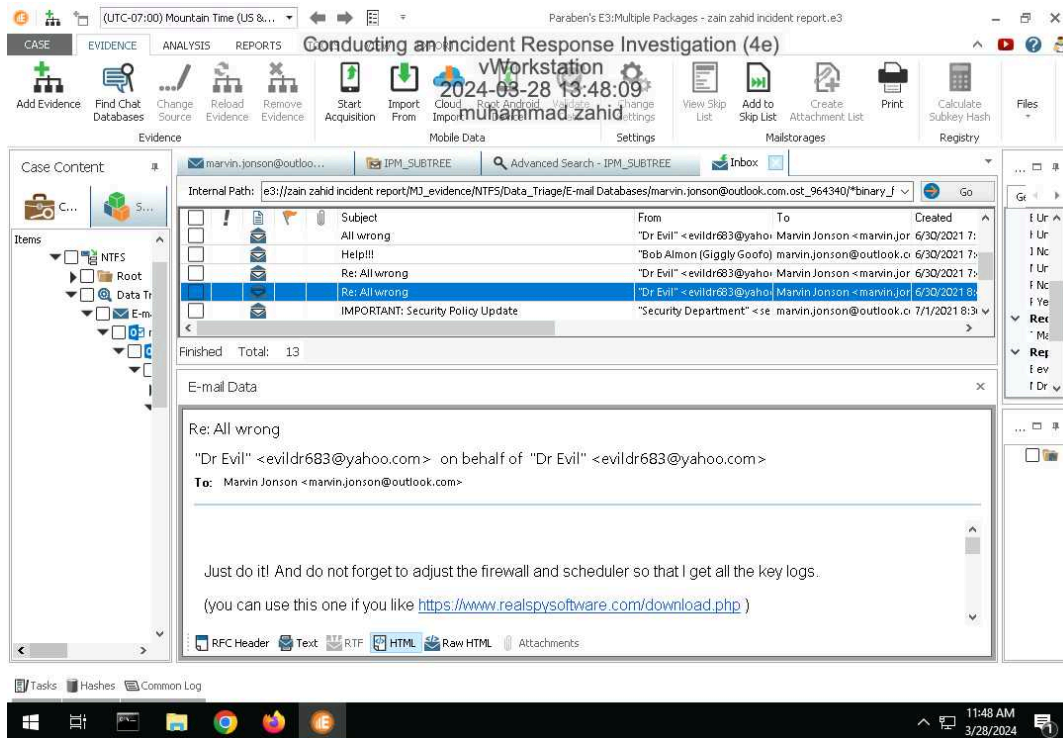 (UTC-07:00) Mountain Time (US &...
Paraben's E3:Multiple Packages - zain zahid incident report.e3
CASE EVIDENCE ANALYSIS REPORTS
Conducting an Incident Response Investigation (4e)
vWorkstation
2024-03-28 13:48:09
muhammad zahid
Add Evidence
Find Chat Databases
Change Source
Reload Evidence
Remove Evidence
Start Acquisition
Import From
Cloud Import
Root Android
Change Settings
View Skip List
Add to Skip List
Create Attachment List
Print
Calculate Subkey Hash
Files
Evidence
Mobile Data
Settings
Mailstorages
Registry
Case Content
marvin.jonson@outloo...
IPM_SUBTREE
Advanced Search - IPM_SUBTREE
Inbox
C...
S...
Internal Path: e3://zain zahid incident report/MJ_evidence/NTFS/Data_Triage/E-mail Databases/marvin.jonson@outlook.com.ost_964340/*binary_f
Go
Items
NTFS
Root
Data Tr
E-m
Subject From To Created
All wrong "Dr Evil" <evildr683@yaho Marvin Jonson <marvin.jor 6/30/2021 7:
Help!!! "Bob Almon (Giggly Goofo) marvin.jonson@outlook.c 6/30/2021 7:
Re: All wrong "Dr Evil" <evildr683@yaho Marvin Jonson <marvin.jor 6/30/2021 7:
Re: All wrong "Dr Evil" <evildr683@yaho Marvin Jonson <marvin.jor 6/30/2021 8:
IMPORTANT: Security Policy Update "Security Department" <se marvin.jonson@outlook.c 7/1/2021 8:3
Finished Total: 13
E-mail Data
Re: All wrong
"Dr Evil" <evildr683@yahoo.com> on behalf of "Dr Evil" <evildr683@yahoo.com>
To: Marvin Jonson <marvin.jonson@outlook.com>
Just do it! And do not forget to adjust the firewall and scheduler so that I get all the key logs.
(you can use this one if you like https://www.realspysoftware.com/download.php )
RFC Header Text RTF HTML Raw HTML Attachments
Rec
Rep
Tasks Hashes Common Log
11:48 AM
3/28/2024